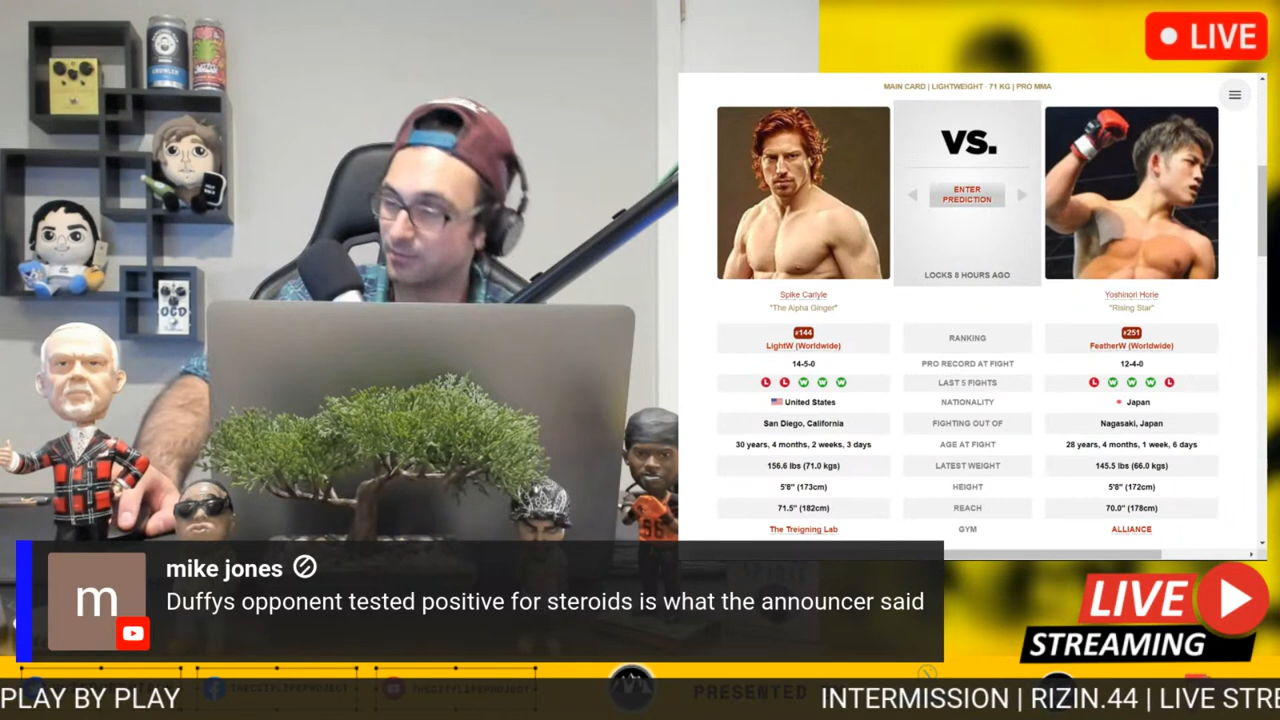 LIVE
MAIN CARD | LIGHTWEIGHT · 71 KG | PRO MMA
VS.
ENTER
PREDICTION
LOCKS 8 HOURS AGO
Spike Carlyle
"The Alpha Ginger"
Yoshinori Horie
"Rising Star"
#144
LightW (Worldwide)
RANKING
#251
FeatherW (Worldwide)
14-5-0
PRO RECORD AT FIGHT
12-4-0
L L W W W
LAST 5 FIGHTS
L W W W L
United States
NATIONALITY
Japan
San Diego, California
FIGHTING OUT OF
Nagasaki, Japan
30 years, 4 months, 2 weeks, 3 days
AGE AT FIGHT
28 years, 4 months, 1 week, 6 days
156.6 lbs (71.0 kgs)
LATEST WEIGHT
145.5 lbs (66.0 kgs)
5'8" (173cm)
HEIGHT
5'8" (172cm)
71.5" (182cm)
REACH
70.0" (178cm)
The Treigning Lab
GYM
ALLIANCE
CRAWLER
OCD
56
m
mike jones
Duffys opponent tested positive for steroids is what the announcer said
LIVE
STREAMING
THECITYLIFEPROJECT
THECITYLIFEPROJECT
PRESENTED
PLAY BY PLAY
INTERMISSION | RIZIN.44 | LIVE STRE